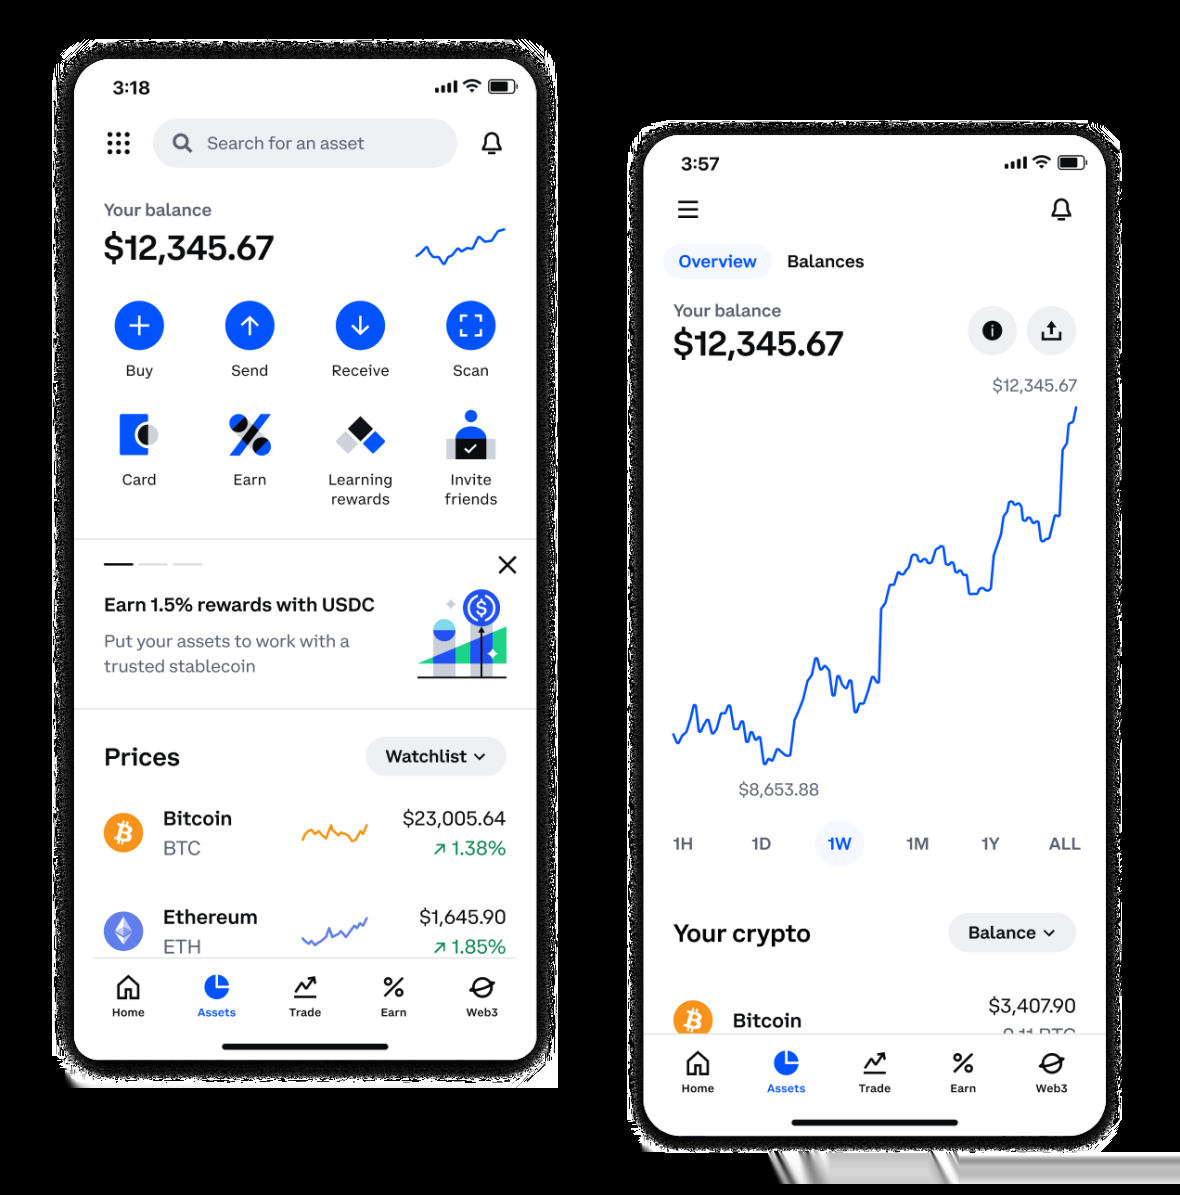 3:18
Search for an asset
Your balance
$12,345.67
Buy
Send
Receive
Scan
Card
Earn
Learning
rewards
Invite
friends
Earn 1.5% rewards with USDC
Put your assets to work with a
trusted stablecoin
Prices
Watchlist
Bitcoin
BTC
$23,005.64
↗ 1.38%
Ethereum
ETH
$1,645.90
↗ 1.85%
Home
Assets
Trade
Earn
Web3
3:57
Overview
Balances
Your balance
$12,345.67
$12,345.67
$8,653.88
1H
1D
1W
1M
1Y
ALL
Your crypto
Balance
Bitcoin
$3,407.90
Home
Assets
Trade
Earn
Web3